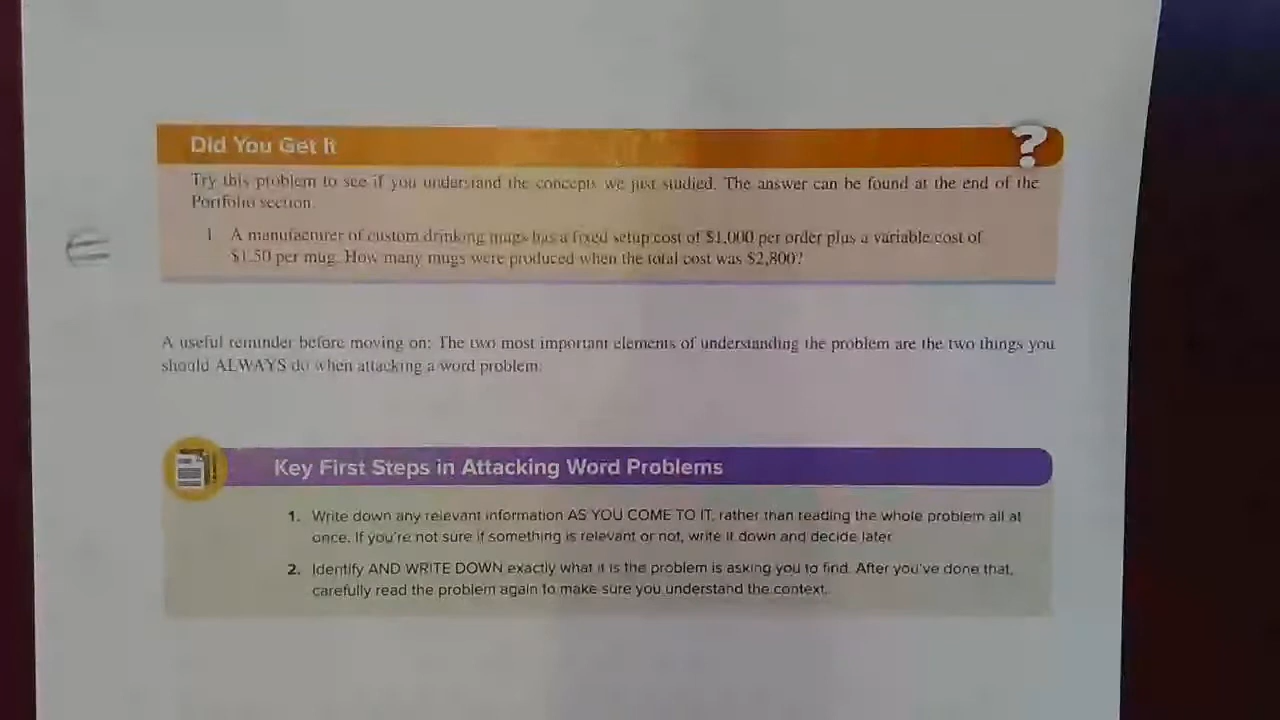 Did You Get It
?
Try this problem to see if you understand the concepts we just studied. The answer can be found at the end of the
Portfolio section.
1. A manufacturer of custom drinking mugs has a fixed setup cost of $1,000 per order plus a variable cost of
$1.50 per mug. How many mugs were produced when the total cost was $2,800?
A useful reminder before moving on: The two most important elements of understanding the problem are the two things you
should ALWAYS do when attacking a word problem.
Key First Steps in Attacking Word Problems
1. Write down any relevant information AS YOU COME TO IT, rather than reading the whole problem all at
once. If you're not sure if something is relevant or not, write it down and decide later.
2. Identify AND WRITE DOWN exactly what it is the problem is asking you to find. After you've done that,
carefully read the problem again to make sure you understand the context.